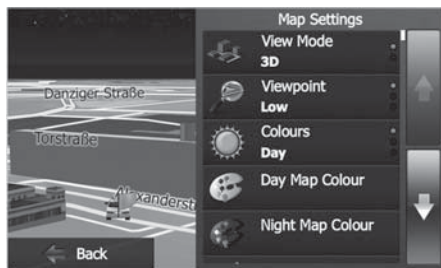 Map Settings
View Mode
3D
Viewpoint
Low
Colours
Day
Day Map Colour
Night Map Colour
Danziger Straße
Torstraße
Alexanderst
Back